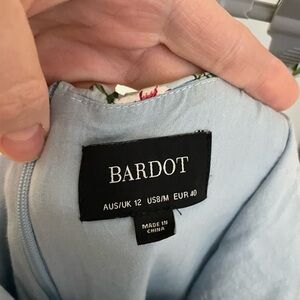 BARDOT
AUS/UK 12 US8/M EUR 40
MADE IN
CHINA